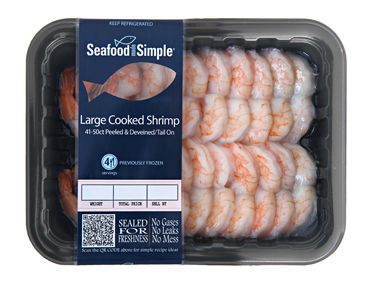 KEEP REFRIGERATED
Seafood made Simple®
Large Cooked Shrimp
41-50ct Peeled & Deveined/Tail On
4 PREVIOUSLY FROZEN
servings
WEIGHT TOTAL PRICE SELL BY
SEALED FOR FRESHNESS
No Gases
No Leaks
No Mess
Scan the QR CODE above for simple recipe ideas